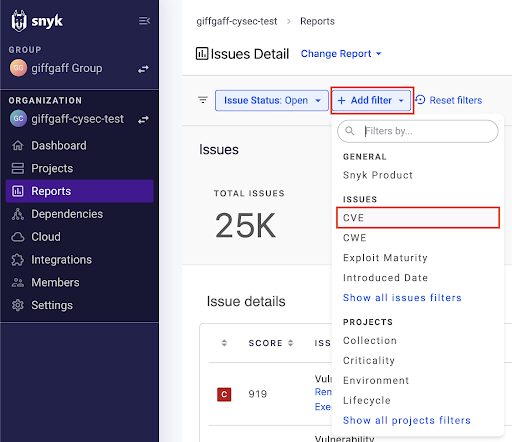 snyk
GROUP
GG giffgaff Group
ORGANIZATION
GC giffgaff-cysec-test
Dashboard
Projects
Reports
Dependencies
Cloud
Integrations
Members
Settings
giffgaff-cysec-test > Reports
Issues Detail Change Report
Issue Status: Open + Add filter Reset filters
Filters by...
GENERAL
Snyk Product
ISSUES
CVE
CWE
Exploit Maturity
Introduced Date
Show all issues filters
PROJECTS
Collection
Criticality
Environment
Lifecycle
Show all projects filters
Issues
TOTAL ISSUES
25K
Issue details
SCORE ISS
C 919 Vuln
Ren
Exe
Vulnerability